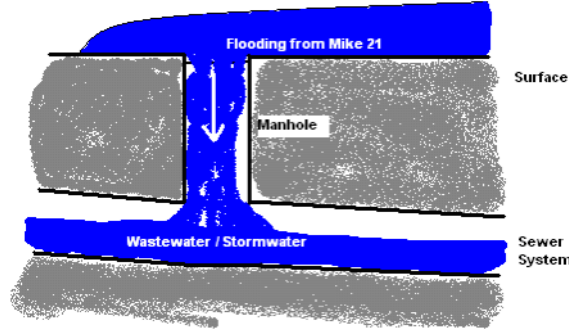 Flooding from Mike 21
Surface
Manhole
Wastewater / Stormwater
Sewer
System